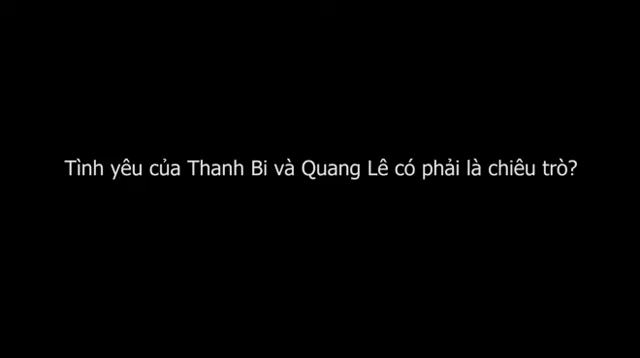 Tình yêu của Thanh Bi và Quang Lê có phải là chiêu trò?